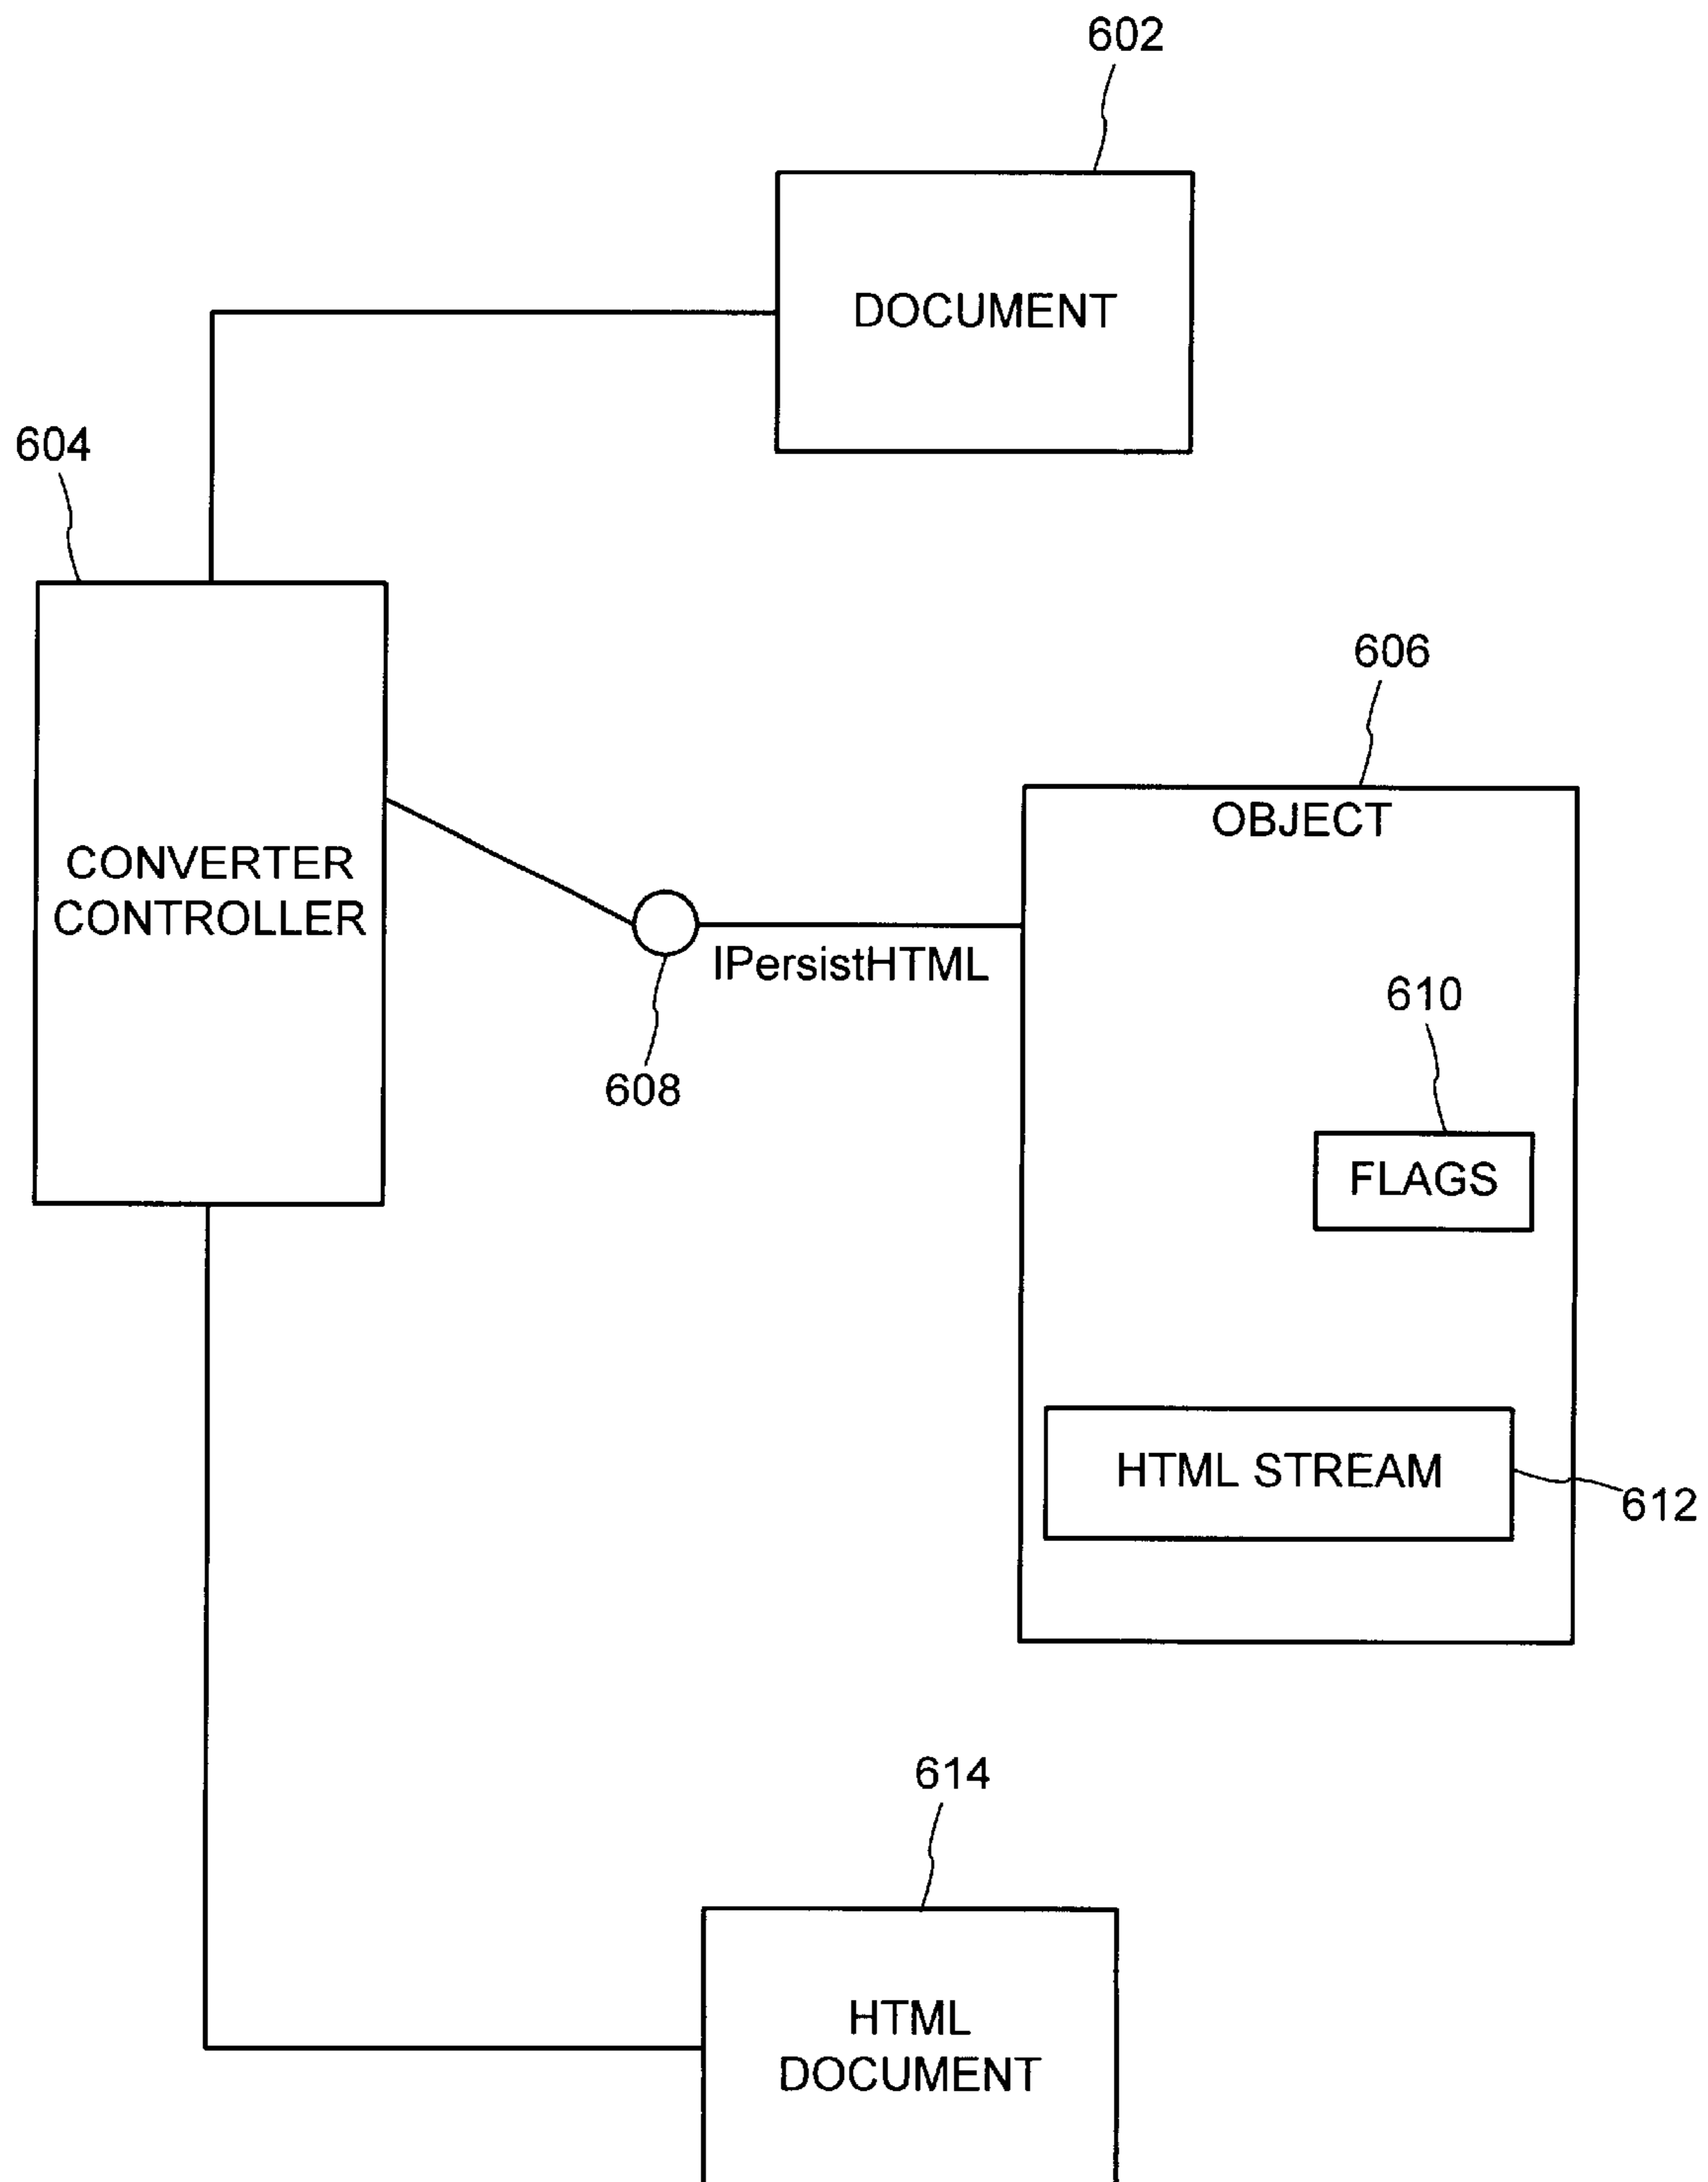 602
DOCUMENT
604
606
OBJECT
CONVERTER
CONTROLLER
IPersistHTML
608
610
FLAGS
HTML STREAM
612
614
HTML
DOCUMENT